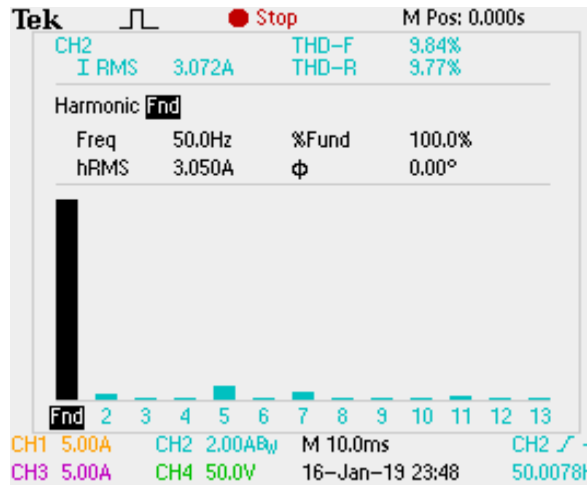 Tek Stop M Pos: 0.000s
CH2 THD-F 9.84%
I RMS 3.072A THD-R 9.77%
Harmonic Fnd
Freq 50.0Hz %Fund 100.0%
hRMS 3.050A ϕ 0.00°
Fnd 2 3 4 5 6 7 8 9 10 11 12 13
CH1 5.00A CH2 2.00ABW M 10.0ms CH2
CH3 5.00A CH4 50.0V 16-Jan-19 23:48 50.0078